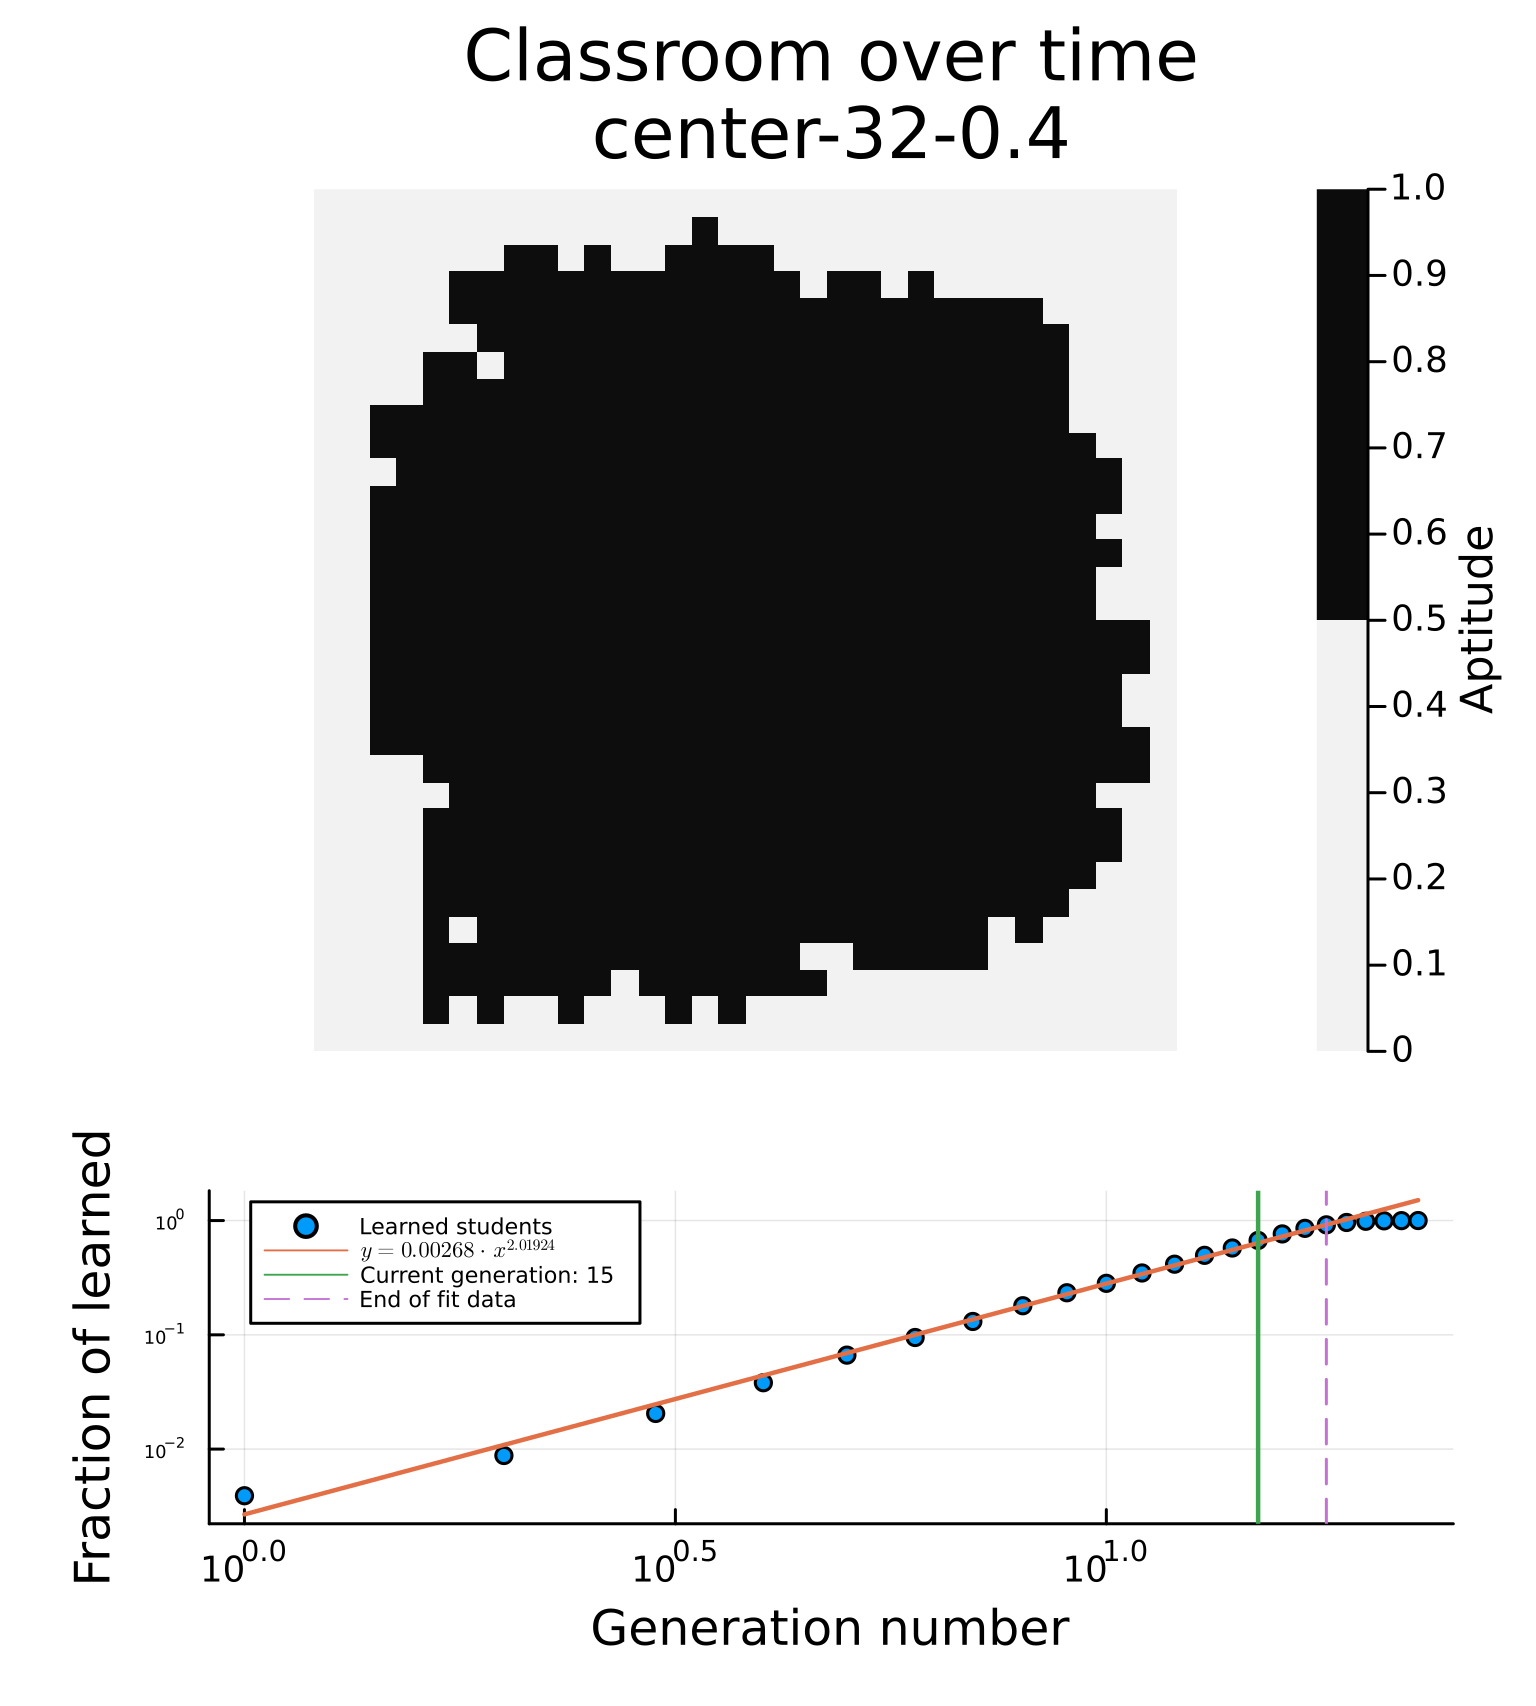 Classroom over time
center-32-0.4
1.0
0.9
0.8
0.7
0.6
0.5
0.4
0.3
0.2
0.1
0
Aptitude
Fraction of learned
10⁰
10⁻¹
10⁻²
Learned students
y = 0.00268 · x^2.01924
Current generation: 15
End of fit data
10^0.0
10^0.5
10^1.0
Generation number